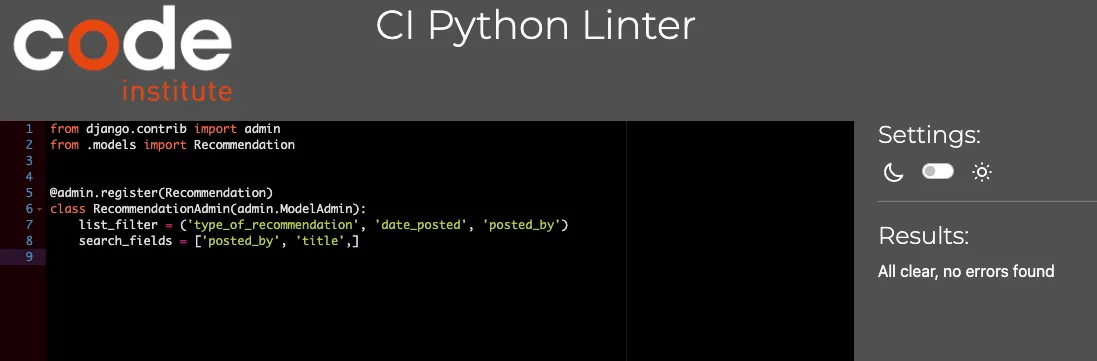 code
institute
CI Python Linter
1 from django.contrib import admin
2 from .models import Recommendation
3
4
5 @admin.register(Recommendation)
6 class RecommendationAdmin(admin.ModelAdmin):
7     list_filter = ('type_of_recommendation', 'date_posted', 'posted_by')
8     search_fields = ['posted_by', 'title',]
9
Settings:
Results:
All clear, no errors found